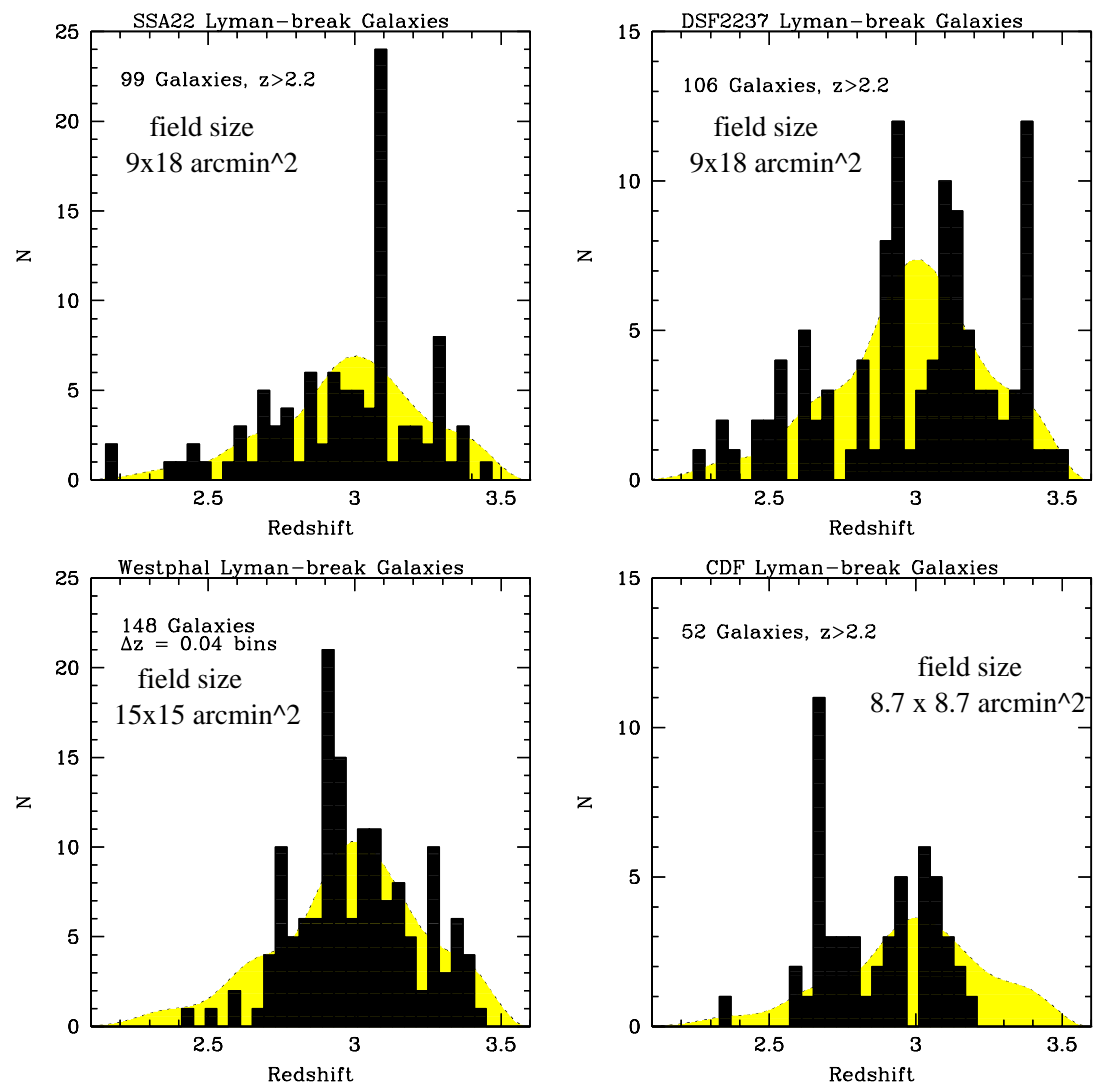 SSA22 Lyman-break Galaxies
25
20
15
10
5
0
N
99 Galaxies, z>2.2
field size
9x18 arcmin^2
2.5
3
3.5
Redshift
DSF2237 Lyman-break Galaxies
15
10
5
0
N
106 Galaxies, z>2.2
field size
9x18 arcmin^2
2.5
3
3.5
Redshift
Westphal Lyman-break Galaxies
25
20
15
10
5
0
N
148 Galaxies
Δz = 0.04 bins
field size
15x15 arcmin^2
2.5
3
3.5
Redshift
CDF Lyman-break Galaxies
15
10
5
0
N
52 Galaxies, z>2.2
field size
8.7 x 8.7 arcmin^2
2.5
3
3.5
Redshift